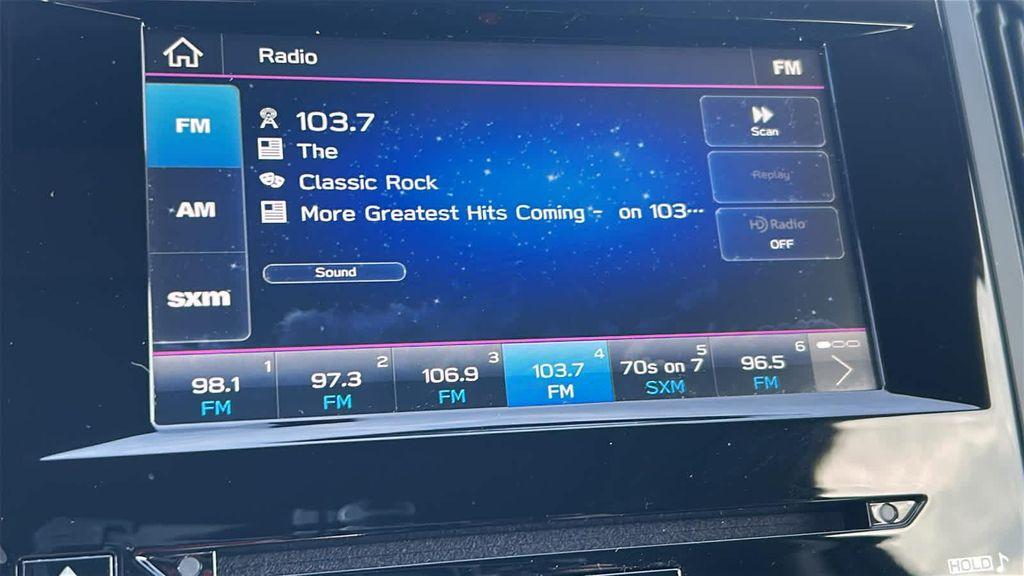 Radio
FM
FM
AM
sxm
103.7
The
Classic Rock
More Greatest Hits Coming - on 103···
Sound
Scan
Replay
HD Radio
OFF
1
98.1
FM
2
97.3
FM
3
106.9
FM
4
103.7
FM
5
70s on 7
SXM
6
96.5
FM
HOLD